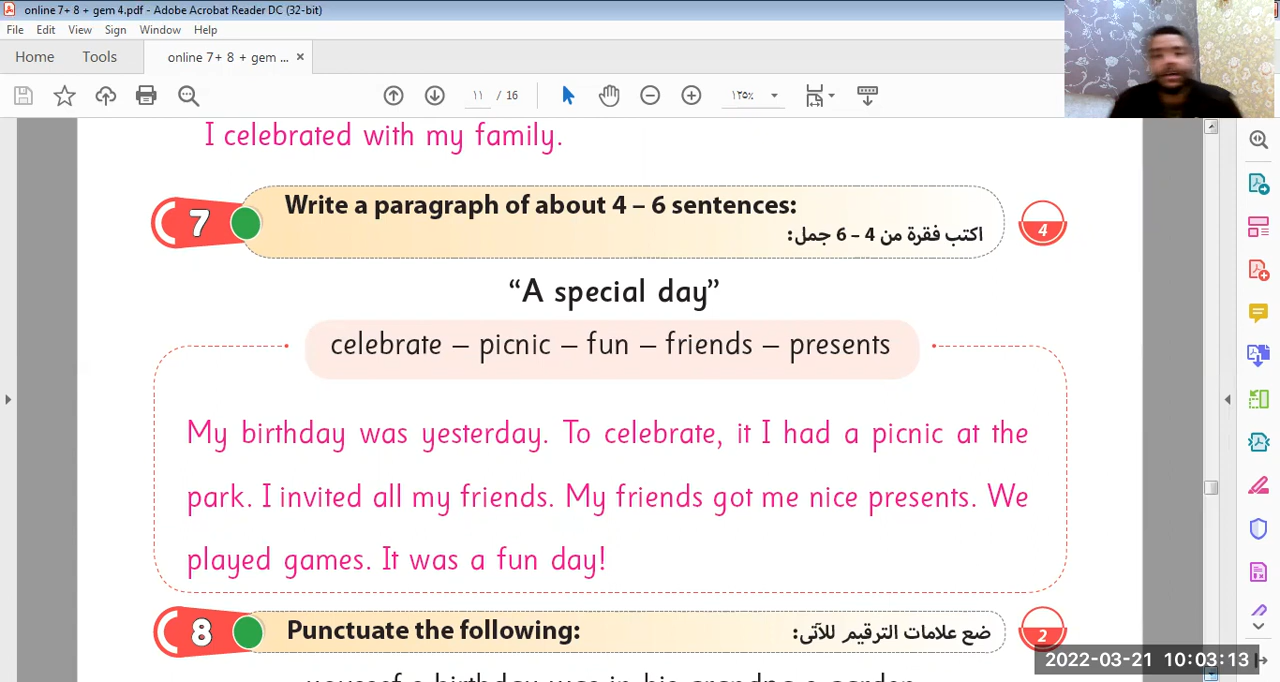 online 7+ 8 + gem 4.pdf - Adobe Acrobat Reader DC (32-bit)
File Edit View Sign Window Help
Home Tools online 7+ 8 + gem ... ×
١١ / 16 ١٢٥%
I celebrated with my family.
7 Write a paragraph of about 4 – 6 sentences:
اكتب فقرة من 4 – 6 جمل:
4
“A special day”
celebrate – picnic – fun – friends – presents
My birthday was yesterday. To celebrate, it I had a picnic at the
park. I invited all my friends. My friends got me nice presents. We
played games. It was a fun day!
8 Punctuate the following: ضع علامات الترقيم للآتى: 2
2022-03-21 10:03:13